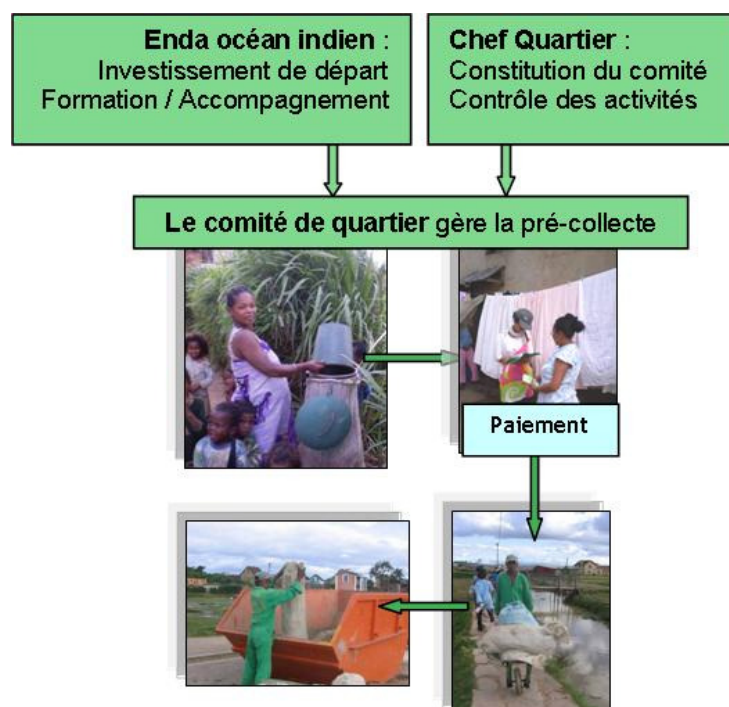 Enda océan indien :
Investissement de départ
Formation / Accompagnement
Chef Quartier :
Constitution du comité
Contrôle des activités
Le comité de quartier gère la pré-collecte
Paiement